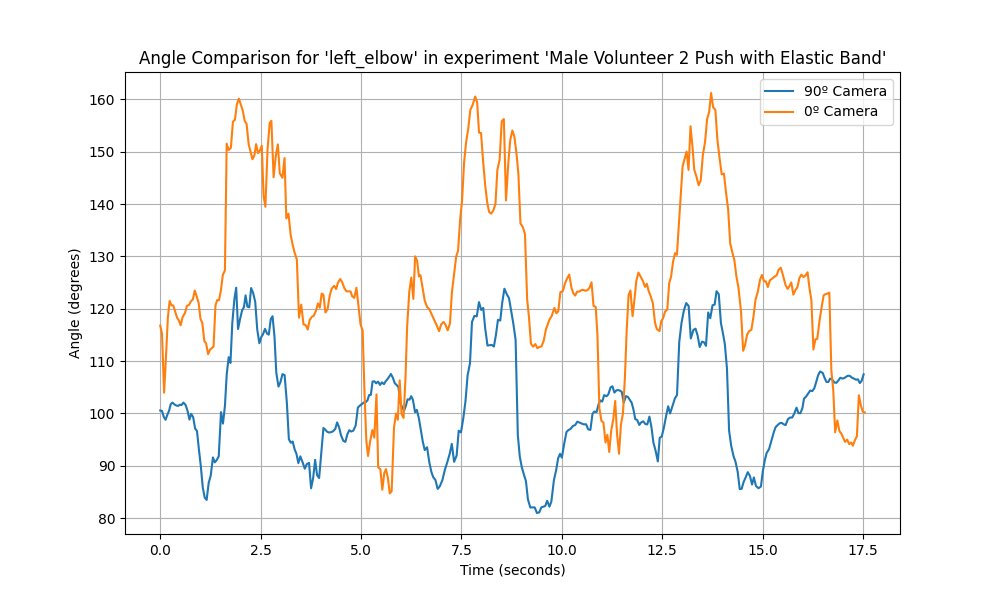 Angle Comparison for 'left_elbow' in experiment 'Male Volunteer 2 Push with Elastic Band'
90º Camera
0º Camera
160
150
140
130
120
110
100
90
80
Angle (degrees)
0.0 2.5 5.0 7.5 10.0 12.5 15.0 17.5
Time (seconds)